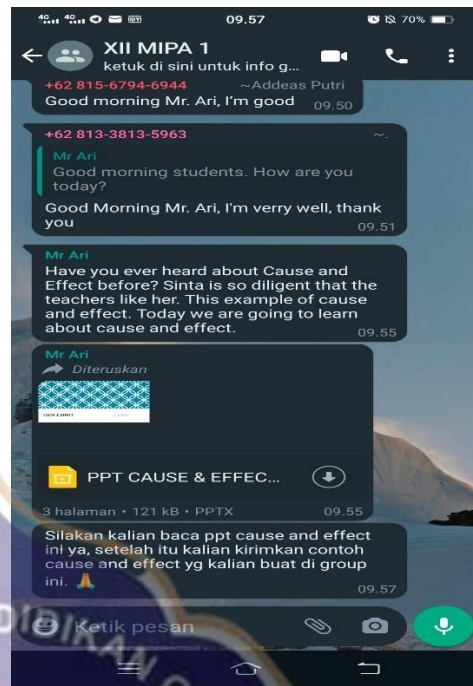 09.57
70%
XII MIPA 1
ketuk di sini untuk info g...
+62 815-6794-6944 ~Addeas Putri
Good morning Mr. Ari, I'm good 09.50
+62 813-3813-5963 ~.
Mr Ari
Good morning students. How are you
today?
Good Morning Mr. Ari, I'm verry well, thank
you 09.51
Mr Ari
Have you ever heard about Cause and
Effect before? Sinta is so diligent that the
teachers like her. This example of cause
and effect. Today we are going to learn
about cause and effect. 09.55
Mr Ari
Diteruskan
PPT CAUSE & EFFEC...
3 halaman • 121 kB • PPTX 09.55
Silakan kalian baca ppt cause and effect
ini ya, setelah itu kalian kirimkan contoh
cause and effect yg kalian buat di group
ini. 🙏 09.57
Ketik pesan